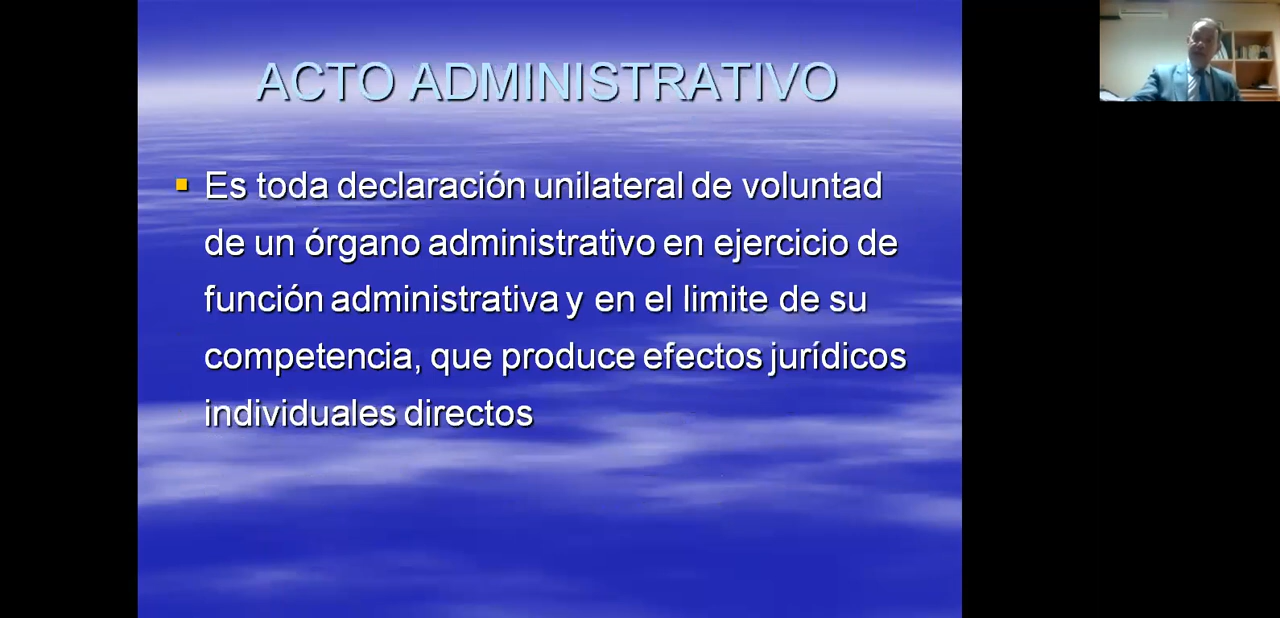 ACTO ADMINISTRATIVO
Es toda declaración unilateral de voluntad
de un órgano administrativo en ejercicio de
función administrativa y en el limite de su
competencia, que produce efectos jurídicos
individuales directos